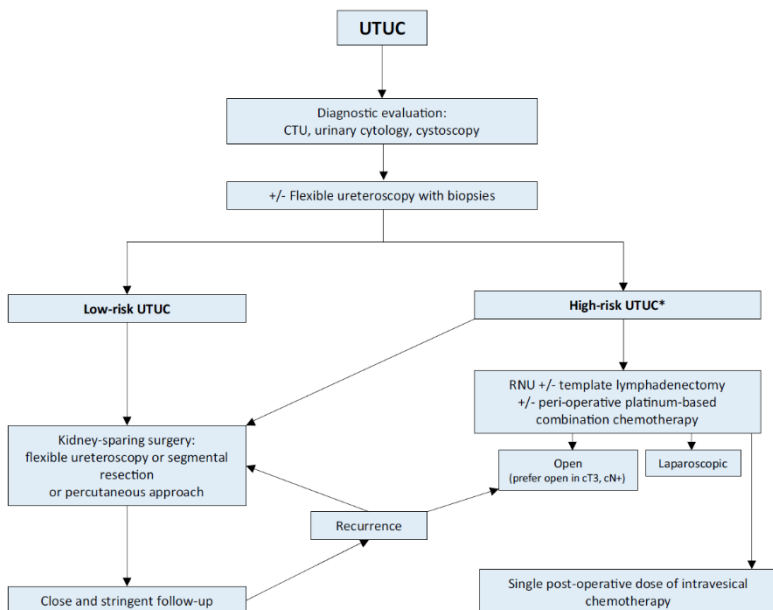 UTUC
Diagnostic evaluation:
CTU, urinary cytology, cystoscopy
+/- Flexible ureteroscopy with biopsies
Low-risk UTUC
High-risk UTUC*
RNU +/- template lymphadenectomy
+/- peri-operative platinum-based
combination chemotherapy
Kidney-sparing surgery:
flexible ureteroscopy or segmental
resection
or percutaneous approach
Open
(prefer open in cT3, cN+)
Laparoscopic
Recurrence
Close and stringent follow-up
Single post-operative dose of intravesical
chemotherapy